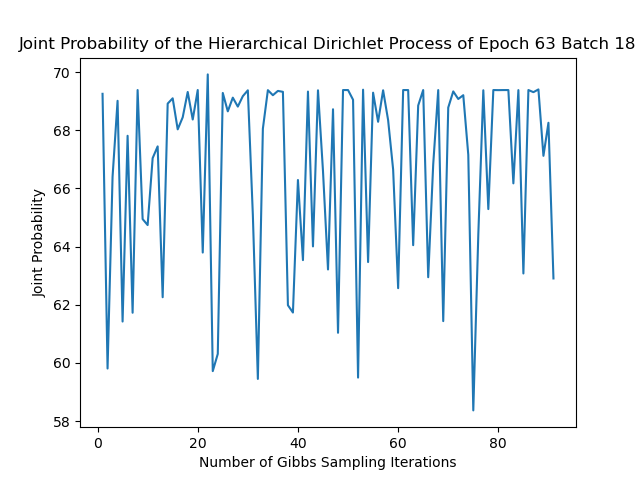 Joint Probability of the Hierarchical Dirichlet Process of Epoch 63 Batch 18
70
68
66
64
62
60
58
Joint Probability
0 20 40 60 80
Number of Gibbs Sampling Iterations